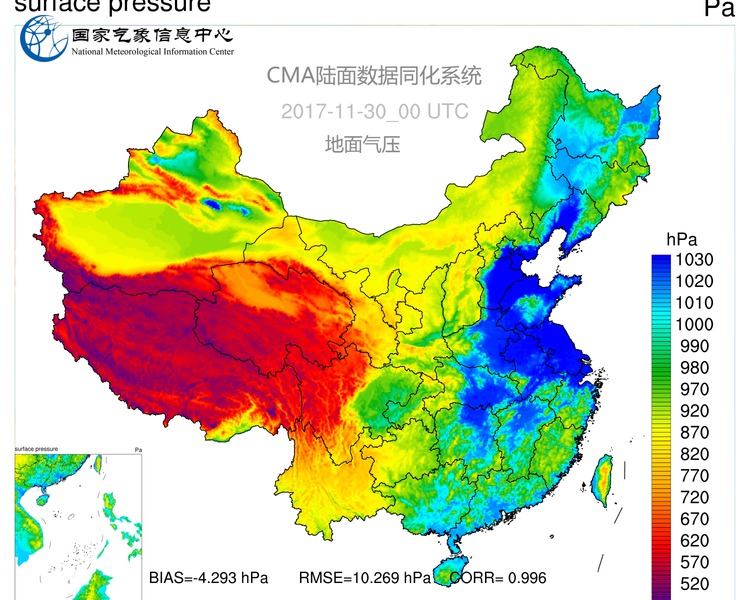 surface pressure
Pa
国家气象信息中心
National Meteorological Information Center
CMA陆面数据同化系统
2017-11-30_00 UTC
地面气压
hPa
1030
1020
1010
1000
990
980
970
920
870
820
770
720
670
620
570
520
surface pressure
Pa
BIAS=-4.293 hPa
RMSE=10.269 hPa
CORR= 0.996